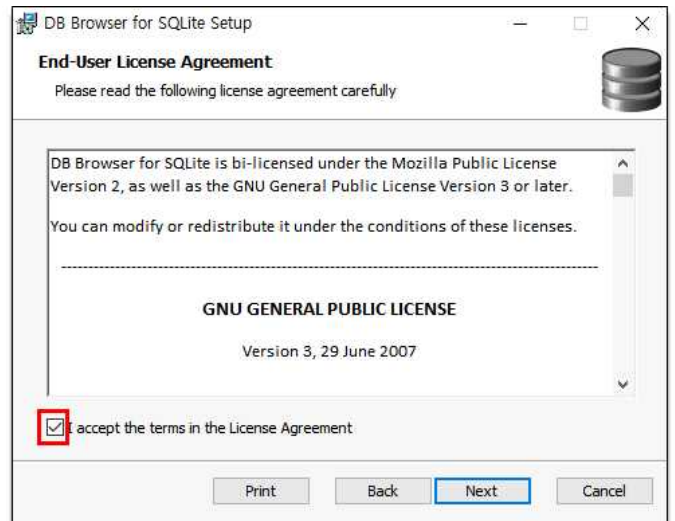 DB Browser for SQLite Setup
End-User License Agreement
Please read the following license agreement carefully
DB Browser for SQLite is bi-licensed under the Mozilla Public License
Version 2, as well as the GNU General Public License Version 3 or later.
You can modify or redistribute it under the conditions of these licenses.
GNU GENERAL PUBLIC LICENSE
Version 3, 29 June 2007
I accept the terms in the License Agreement
Print Back Next Cancel